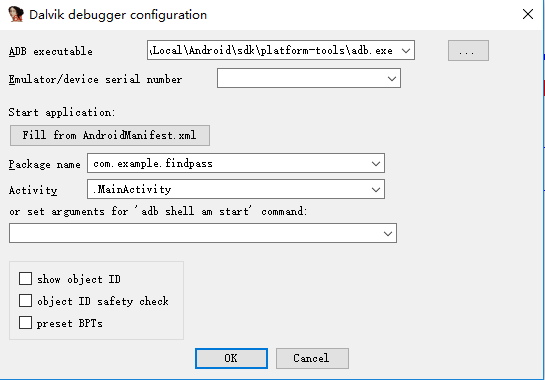 Dalvik debugger configuration
ADB executable
\Local\Android\sdk\platform-tools\adb.exe
...
Emulator/device serial number
Start application:
Fill from AndroidManifest.xml
Package name
com.example.findpass
Activity
.MainActivity
or set arguments for 'adb shell am start' command:
show object ID
object ID safety check
preset BPTs
OK
Cancel